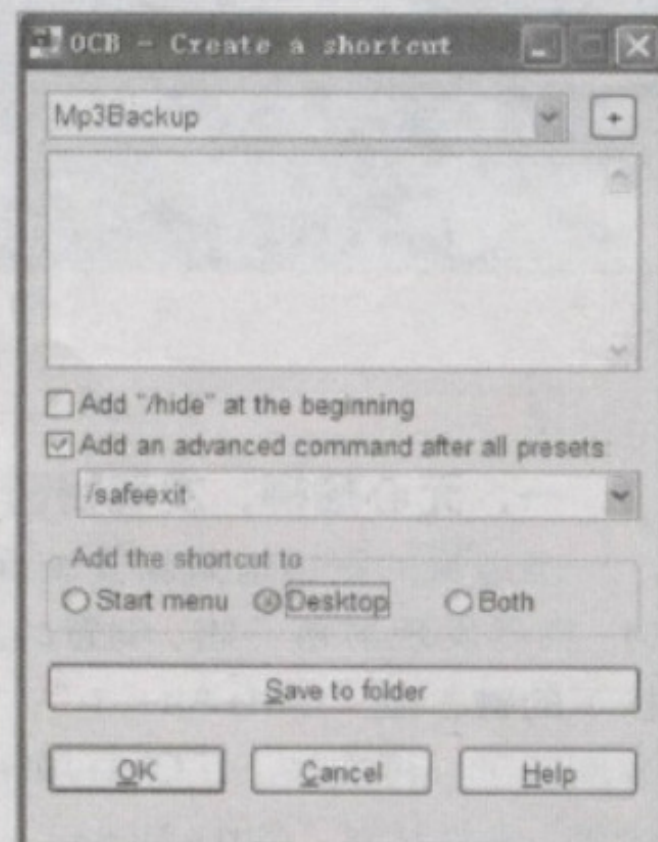 OCB - Create a shortcut
Mp3Backup
+
Add "/hide" at the beginning
Add an advanced command after all presets:
/safeexit
Add the shortcut to
Start menu Desktop Both
Save to folder
OK Cancel Help